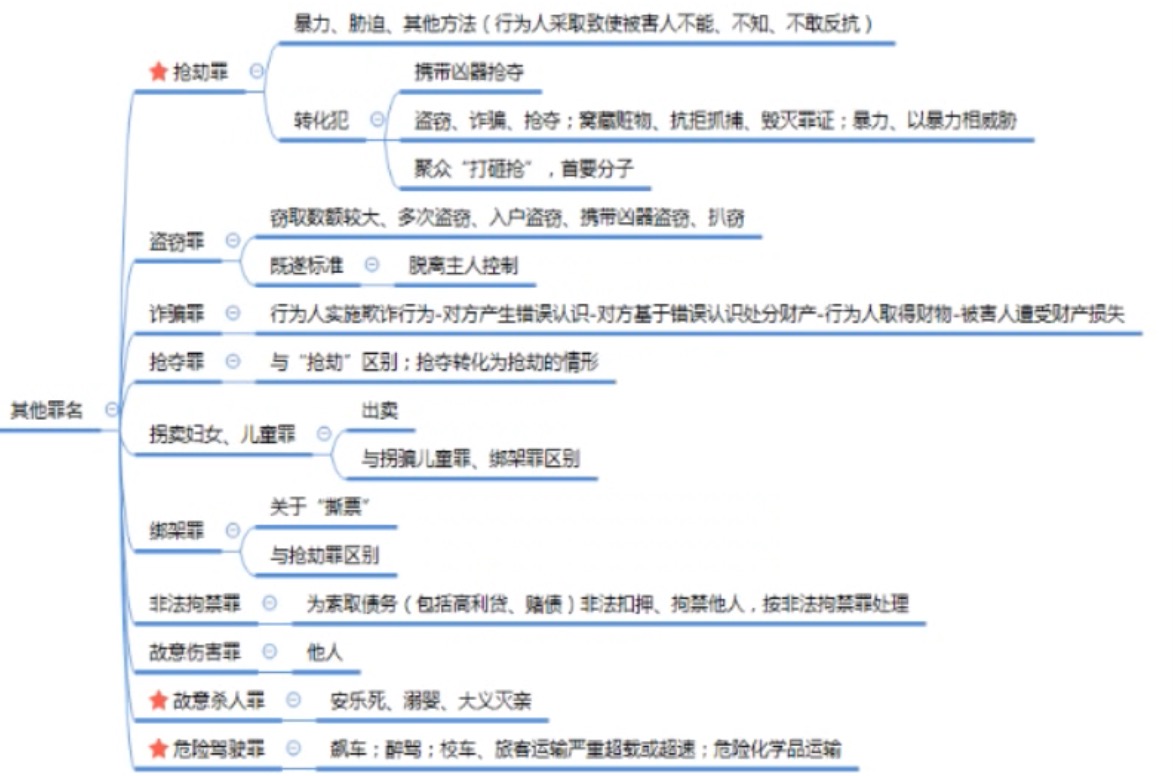 暴力、胁迫、其他方法（行为人采取致使被害人不能、不知、不敢反抗）
抢劫罪
携带凶器抢夺
转化犯
盗窃、诈骗、抢夺；窝藏赃物、抗拒抓捕、毁灭罪证；暴力、以暴力相威胁
聚众“打砸抢”，首要分子
窃取数额较大、多次盗窃、入户盗窃、携带凶器盗窃、扒窃
盗窃罪
既遂标准
脱离主人控制
诈骗罪
行为人实施欺诈行为-对方产生错误认识-对方基于错误认识处分财产-行为人取得财物-被害人遭受财产损失
抢夺罪
与“抢劫”区别；抢夺转化为抢劫的情形
其他罪名
出卖
拐卖妇女、儿童罪
与拐骗儿童罪、绑架罪区别
关于“撕票”
绑架罪
与抢劫罪区别
非法拘禁罪
为索取债务（包括高利贷、赌债）非法扣押、拘禁他人，按非法拘禁罪处理
故意伤害罪
他人
故意杀人罪
安乐死、溺婴、大义灭亲
危险驾驶罪
飙车；醉驾；校车、旅客运输严重超载或超速；危险化学品运输